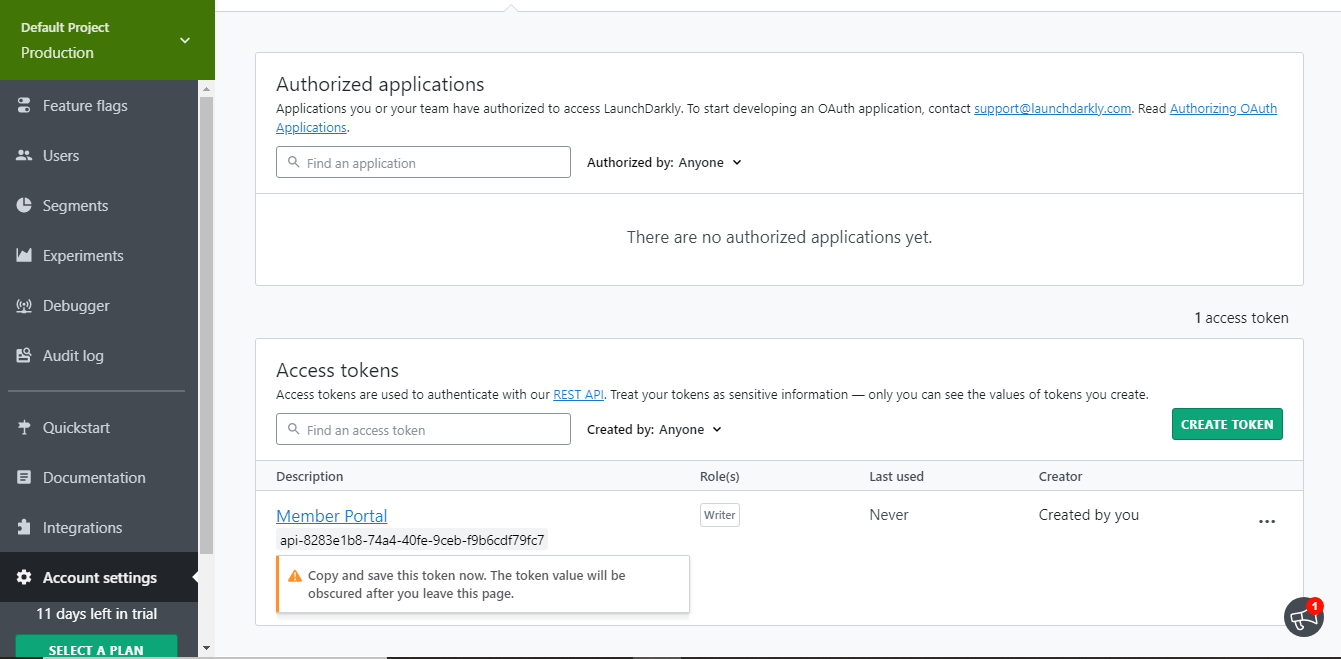 Default Project
Production
Feature flags
Users
Segments
Experiments
Debugger
Audit log
Quickstart
Documentation
Integrations
Account settings
11 days left in trial
SELECT A PLAN
Authorized applications
Applications you or your team have authorized to access LaunchDarkly. To start developing an OAuth application, contact support@launchdarkly.com. Read Authorizing OAuth
Applications.
Find an application
Authorized by: Anyone
There are no authorized applications yet.
1 access token
Access tokens
Access tokens are used to authenticate with our REST API. Treat your tokens as sensitive information — only you can see the values of tokens you create.
Find an access token
Created by: Anyone
CREATE TOKEN
Description Role(s) Last used Creator
Member Portal Writer Never Created by you
api-8283e1b8-74a4-40fe-9ceb-f9b6cdf79fc7
Copy and save this token now. The token value will be
obscured after you leave this page.
1